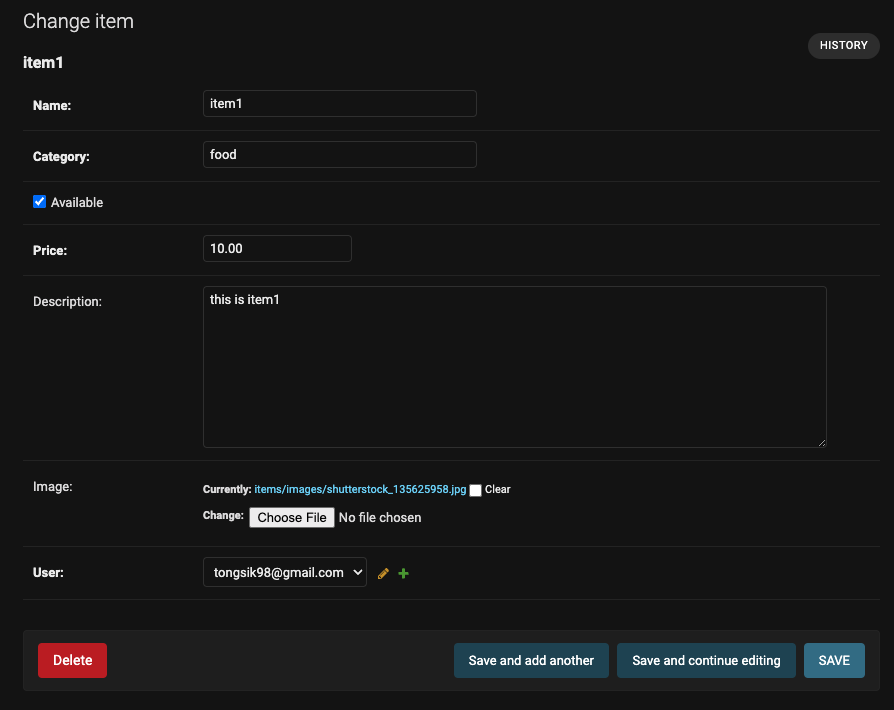 Change item
HISTORY
item1
Name: item1
Category: food
Available
Price: 10.00
Description: this is item1
Image: Currently: items/images/shutterstock_135625958.jpg Clear
Change: Choose File No file chosen
User: tongsik98@gmail.com
Delete Save and add another Save and continue editing SAVE